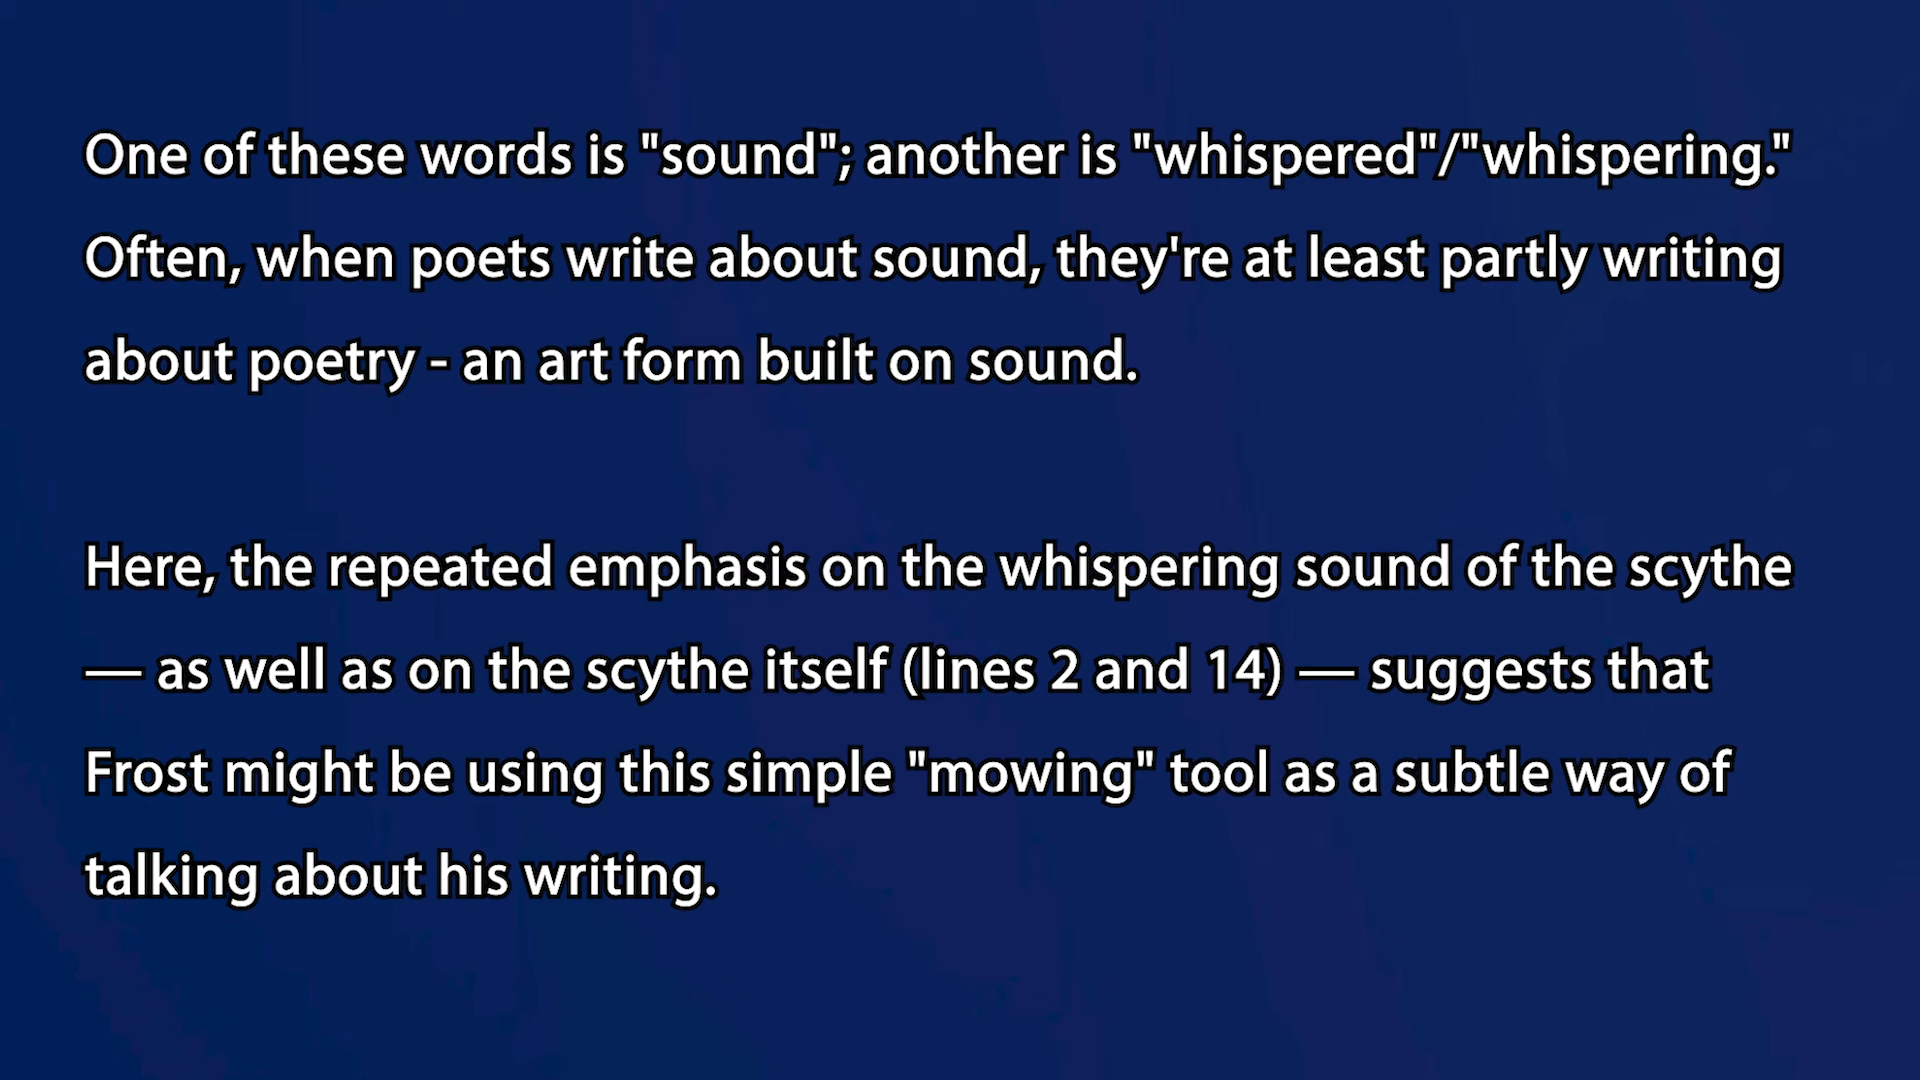 One of these words is "sound"; another is "whispered"/"whispering."
Often, when poets write about sound, they're at least partly writing
about poetry - an art form built on sound.
Here, the repeated emphasis on the whispering sound of the scythe
— as well as on the scythe itself (lines 2 and 14) — suggests that
Frost might be using this simple "mowing" tool as a subtle way of
talking about his writing.